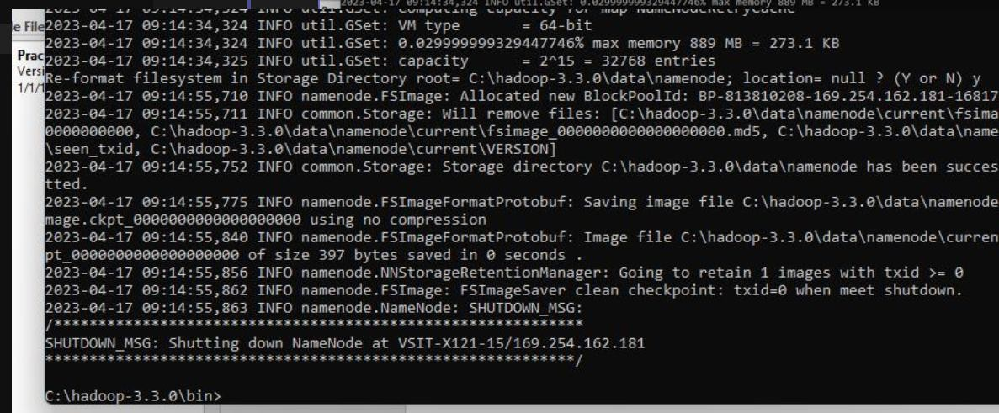 2023-04-17 09:14:34,324 INFO util.GSet: 0.029999999329447746% max memory 889 MB = 273.1 KB
2023-04-17 09:14:34,324 INFO util.GSet: Computing capacity for map NameNodeRetryCache
e File
2023-04-17 09:14:34,324 INFO util.GSet: VM type       = 64-bit
2023-04-17 09:14:34,324 INFO util.GSet: 0.029999999329447746% max memory 889 MB = 273.1 KB
Prac
2023-04-17 09:14:34,325 INFO util.GSet: capacity      = 2^15 = 32768 entries
Versi
Re-format filesystem in Storage Directory root= C:\hadoop-3.3.0\data\namenode; location= null ? (Y or N) y
1/1/1
2023-04-17 09:14:55,710 INFO namenode.FSImage: Allocated new BlockPoolId: BP-813810208-169.254.162.181-16817
2023-04-17 09:14:55,711 INFO common.Storage: Will remove files: [C:\hadoop-3.3.0\data\namenode\current\fsima
0000000000, C:\hadoop-3.3.0\data\namenode\current\fsimage_0000000000000000000.md5, C:\hadoop-3.3.0\data\name
\seen_txid, C:\hadoop-3.3.0\data\namenode\current\VERSION]
2023-04-17 09:14:55,752 INFO common.Storage: Storage directory C:\hadoop-3.3.0\data\namenode has been succes
tted.
2023-04-17 09:14:55,775 INFO namenode.FSImageFormatProtobuf: Saving image file C:\hadoop-3.3.0\data\namenode
mage.ckpt_0000000000000000000 using no compression
2023-04-17 09:14:55,840 INFO namenode.FSImageFormatProtobuf: Image file C:\hadoop-3.3.0\data\namenode\curren
pt_0000000000000000000 of size 397 bytes saved in 0 seconds .
2023-04-17 09:14:55,856 INFO namenode.NNStorageRetentionManager: Going to retain 1 images with txid >= 0
2023-04-17 09:14:55,862 INFO namenode.FSImage: FSImageSaver clean checkpoint: txid=0 when meet shutdown.
2023-04-17 09:14:55,863 INFO namenode.NameNode: SHUTDOWN_MSG:
/************************************************************
SHUTDOWN_MSG: Shutting down NameNode at VSIT-X121-15/169.254.162.181
************************************************************/
C:\hadoop-3.3.0\bin>